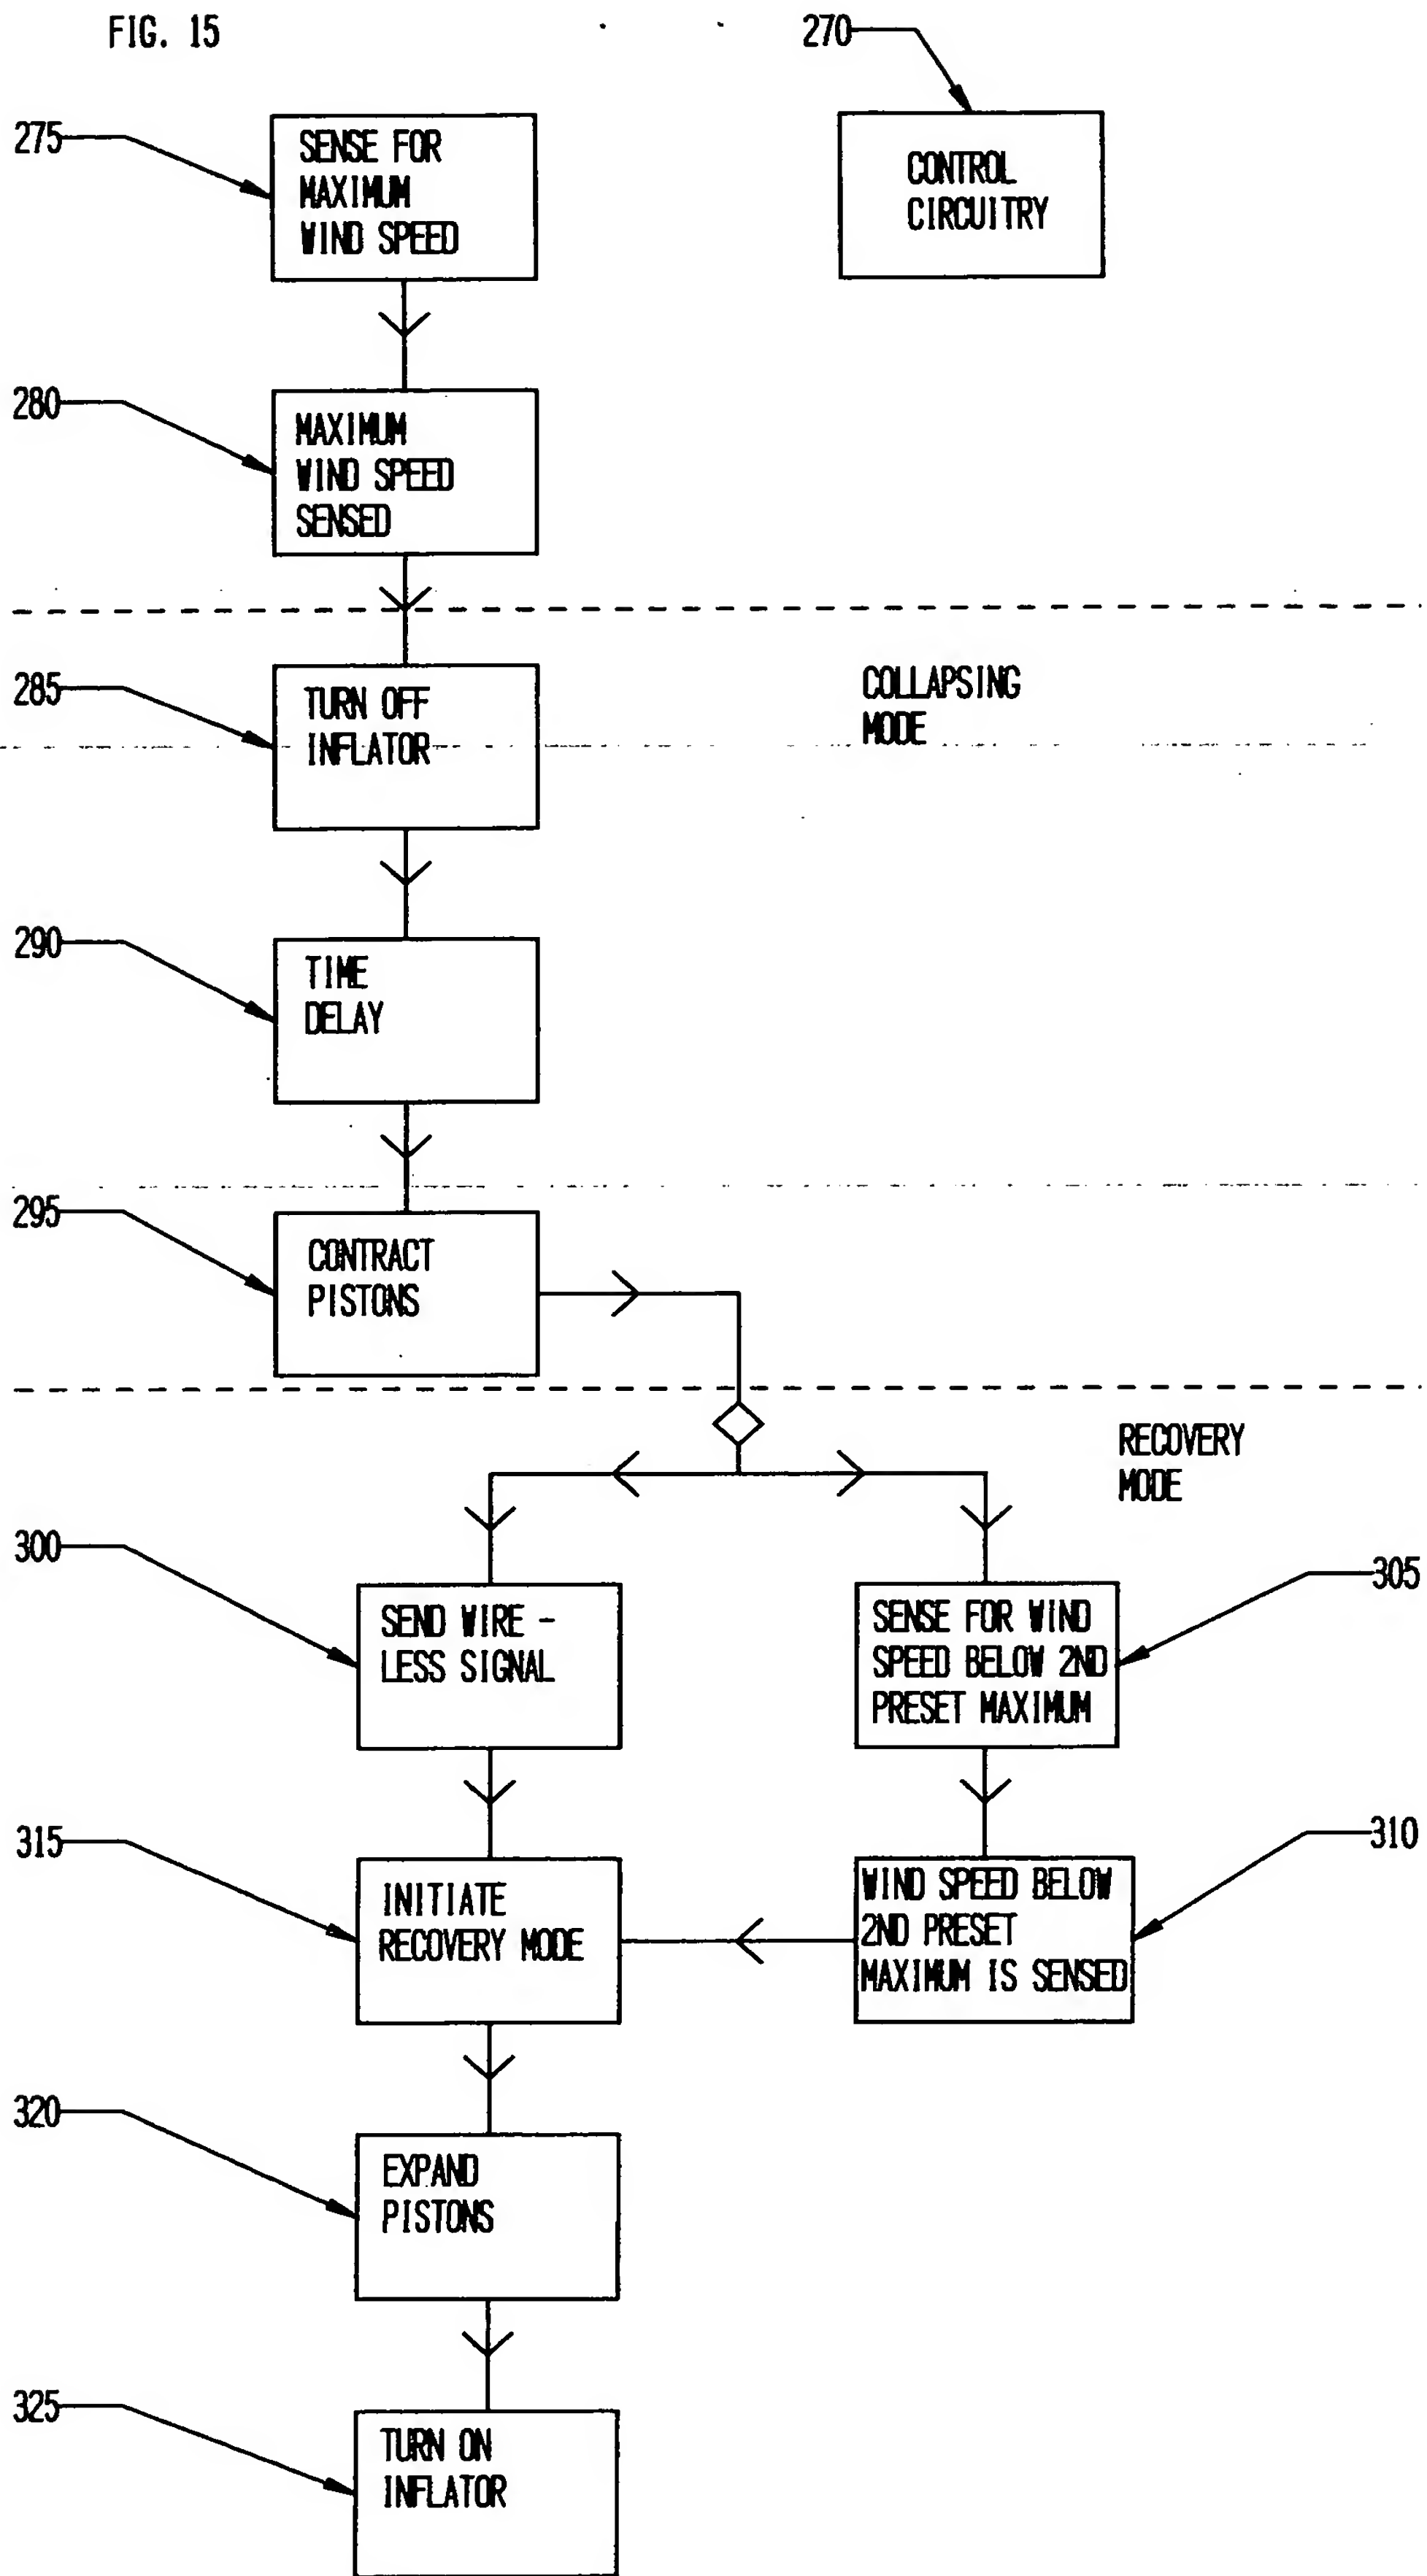 FIG. 15
270
275
SENSE FOR
MAXIMUM
WIND SPEED
CONTROL
CIRCUITRY
280
MAXIMUM
WIND SPEED
SENSED
285
TURN OFF
INFLATOR
COLLAPSING
MODE
290
TIME
DELAY
295
CONTRACT
PISTONS
RECOVERY
MODE
300
SEND WIRE -
LESS SIGNAL
305
SENSE FOR WIND
SPEED BELOW 2ND
PRESET MAXIMUM
315
INITIATE
RECOVERY MODE
310
WIND SPEED BELOW
2ND PRESET
MAXIMUM IS SENSED
320
EXPAND
PISTONS
325
TURN ON
INFLATOR